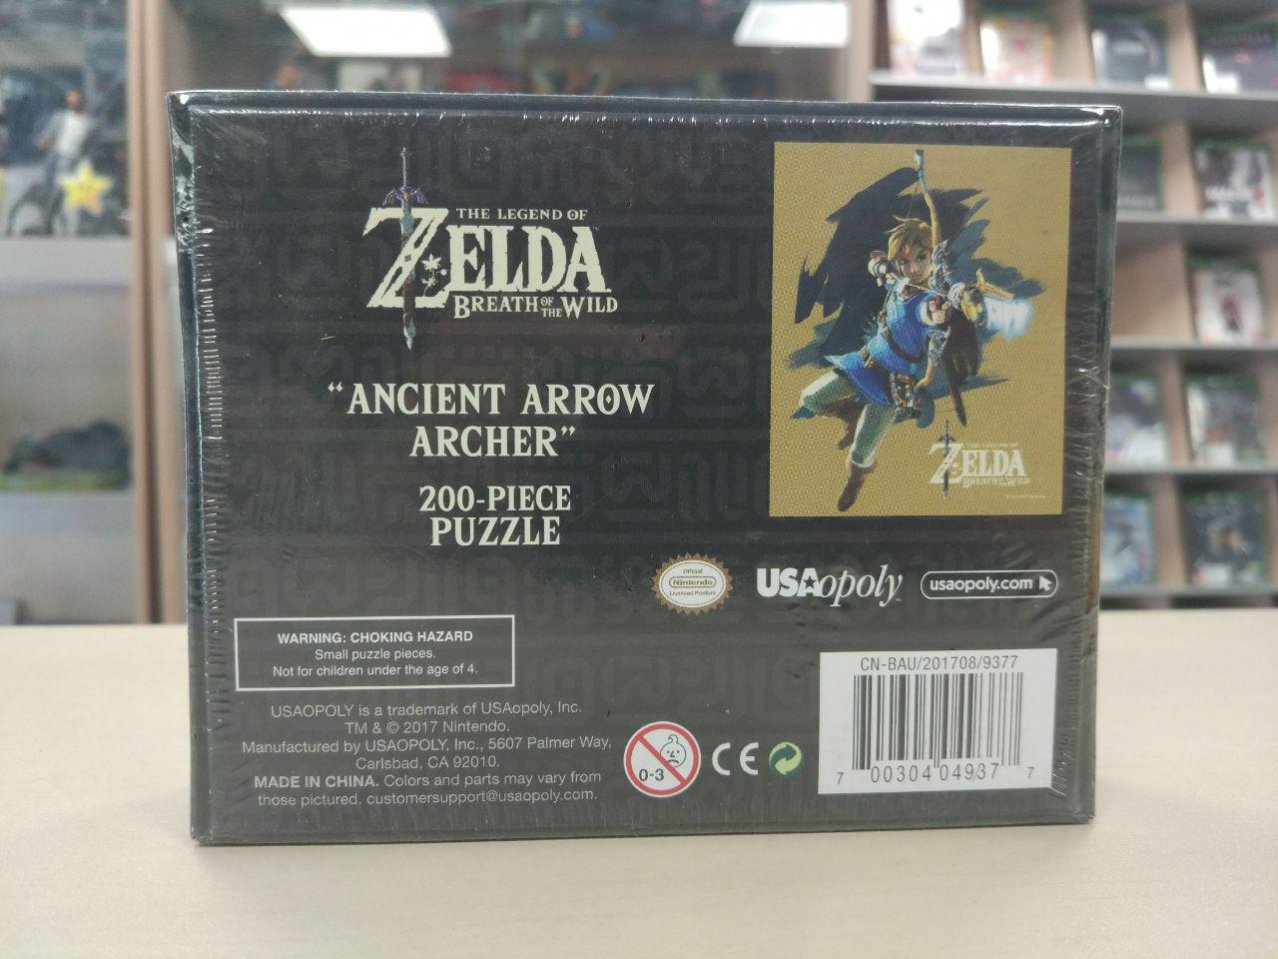 THE LEGEND OF
ZELDA
BREATH OF THE WILD
"ANCIENT ARROW
ARCHER"
200-PIECE
PUZZLE
THE LEGEND OF
ZELDA
BREATH OF THE WILD
Official
Nintendo
Licensed Product
USAopoly™
usaopoly.com
WARNING: CHOKING HAZARD
Small puzzle pieces.
Not for children under the age of 4.
USAOPOLY is a trademark of USAopoly, Inc.
TM & © 2017 Nintendo.
Manufactured by USAOPOLY, Inc., 5607 Palmer Way,
Carlsbad, CA 92010.
MADE IN CHINA. Colors and parts may vary from
those pictured. customersupport@usaopoly.com.
0-3
CE
CN-BAU/201708/9377
7 00304 04937 7